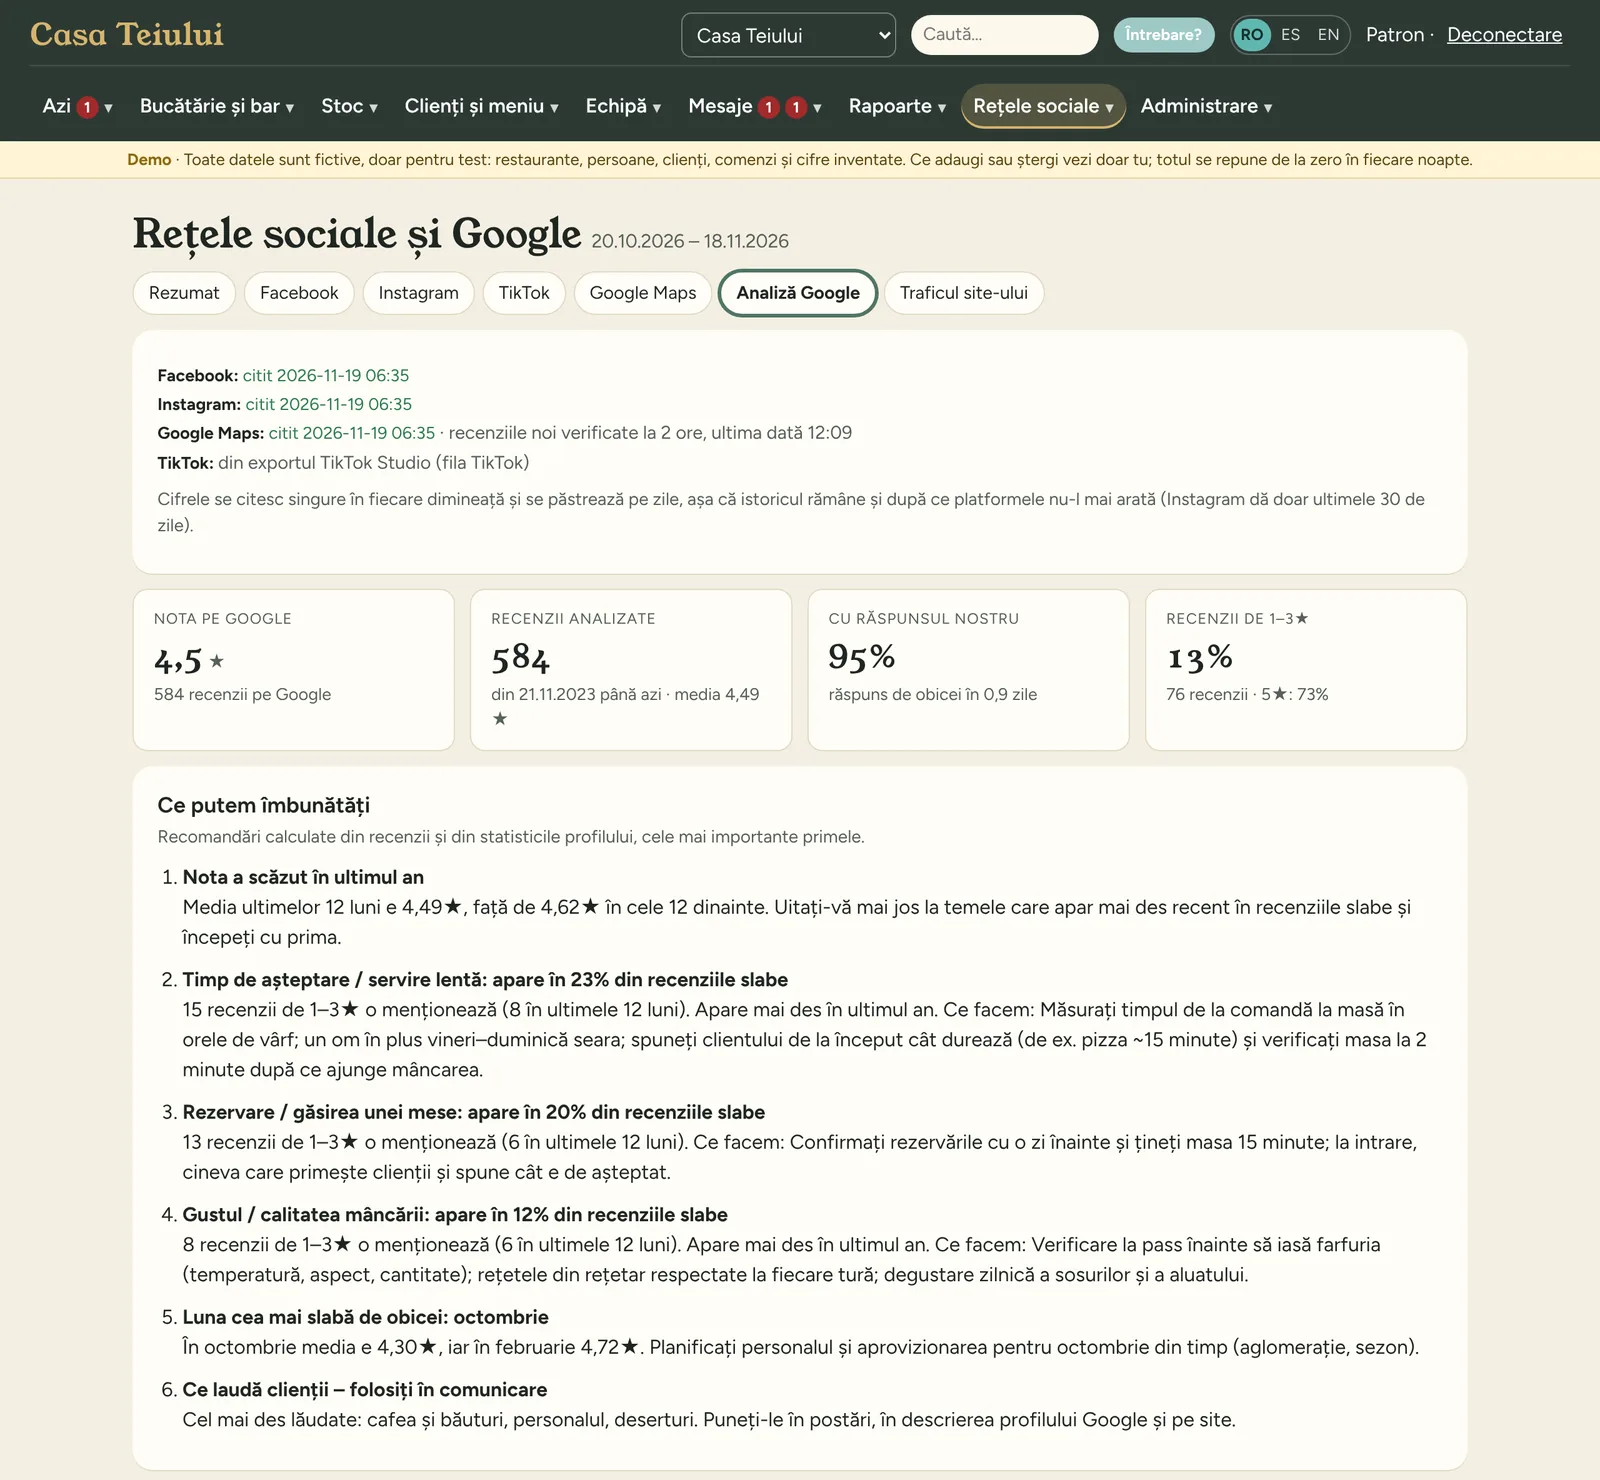 Casa Teiului
Casa Teiului
Caută...
Întrebare?
RO ES EN
Patron · Deconectare
Azi 1 ▾ Bucătărie și bar ▾ Stoc ▾ Clienți și meniu ▾ Echipă ▾ Mesaje 1 1 ▾ Rapoarte ▾ Rețele sociale ▾ Administrare ▾
Demo · Toate datele sunt fictive, doar pentru test: restaurante, persoane, clienți, comenzi și cifre inventate. Ce adaugi sau ștergi vezi doar tu; totul se repune de la zero în fiecare noapte.
Rețele sociale și Google 20.10.2026 – 18.11.2026
Rezumat Facebook Instagram TikTok Google Maps Analiză Google Traficul site-ului
Facebook: citit 2026-11-19 06:35
Instagram: citit 2026-11-19 06:35
Google Maps: citit 2026-11-19 06:35 · recenziile noi verificate la 2 ore, ultima dată 12:09
TikTok: din exportul TikTok Studio (fila TikTok)
Cifrele se citesc singure în fiecare dimineață și se păstrează pe zile, așa că istoricul rămâne și după ce platformele nu-l mai arată (Instagram dă doar ultimele 30 de
zile).
NOTA PE GOOGLE
4,5 ★
584 recenzii pe Google
RECENZII ANALIZATE
584
din 21.11.2023 până azi · media 4,49
★
CU RĂSPUNSUL NOSTRU
95%
răspuns de obicei în 0,9 zile
RECENZII DE 1–3★
13%
76 recenzii · 5★: 73%
Ce putem îmbunătăți
Recomandări calculate din recenzii și din statisticile profilului, cele mai importante primele.
1. Nota a scăzut în ultimul an
Media ultimelor 12 luni e 4,49★, față de 4,62★ în cele 12 dinainte. Uitați-vă mai jos la temele care apar mai des recent în recenziile slabe și
începeți cu prima.
2. Timp de așteptare / servire lentă: apare în 23% din recenziile slabe
15 recenzii de 1–3★ o menționează (8 în ultimele 12 luni). Apare mai des în ultimul an. Ce facem: Măsurați timpul de la comandă la masă în
orele de vârf; un om în plus vineri–duminică seara; spuneți clientului de la început cât durează (de ex. pizza ~15 minute) și verificați masa la 2
minute după ce ajunge mâncarea.
3. Rezervare / găsirea unei mese: apare în 20% din recenziile slabe
13 recenzii de 1–3★ o menționează (6 în ultimele 12 luni). Ce facem: Confirmați rezervările cu o zi înainte și țineți masa 15 minute; la intrare,
cineva care primește clienții și spune cât e de așteptat.
4. Gustul / calitatea mâncării: apare în 12% din recenziile slabe
8 recenzii de 1–3★ o menționează (6 în ultimele 12 luni). Apare mai des în ultimul an. Ce facem: Verificare la pass înainte să iasă farfuria
(temperatură, aspect, cantitate); rețetele din rețetar respectate la fiecare tură; degustare zilnică a sosurilor și a aluatului.
5. Luna cea mai slabă de obicei: octombrie
În octombrie media e 4,30★, iar în februarie 4,72★. Planificați personalul și aprovizionarea pentru octombrie din timp (aglomerație, sezon).
6. Ce laudă clienții – folosiți în comunicare
Cel mai des lăudate: cafea și băuturi, personalul, deserturi. Puneți-le în postări, în descrierea profilului Google și pe site.